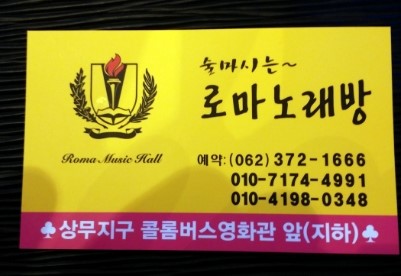 술마시는~
로마노래방
Roma Music Hall
예약: (062) 372-1666
010-7174-4991
010-4198-0348
♣상무지구 콜롬버스영화관 앞(지하)♣